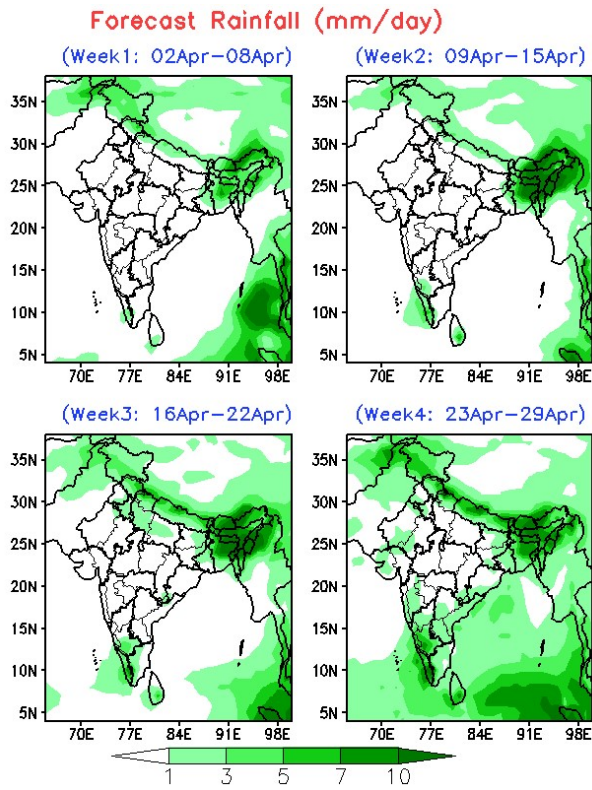 Forecast Rainfall (mm/day)
(Week1: 02Apr−08Apr) (Week2: 09Apr−15Apr)
35N 35N
30N 30N
25N 25N
20N 20N
15N 15N
10N 10N
5N 5N
70E 77E 84E 91E 98E 70E 77E 84E 91E 98E
(Week3: 16Apr−22Apr) (Week4: 23Apr−29Apr)
35N 35N
30N 30N
25N 25N
20N 20N
15N 15N
10N 10N
5N 5N
70E 77E 84E 91E 98E 70E 77E 84E 91E 98E
1 3 5 7 10